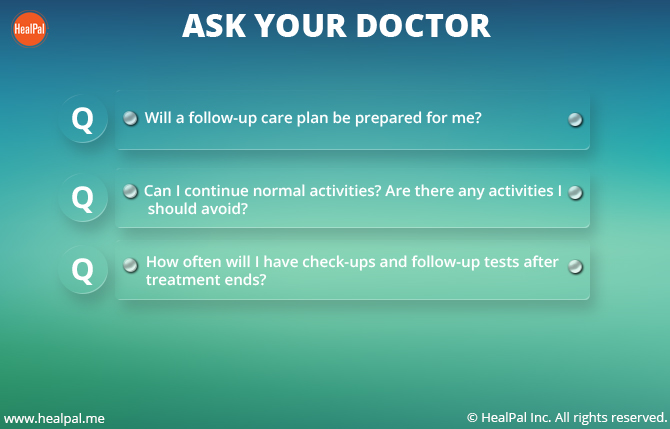 HealPal
ASK YOUR DOCTOR
Q
Will a follow-up care plan be prepared for me?
Q
Can I continue normal activities? Are there any activities I
should avoid?
Q
How often will I have check-ups and follow-up tests after
treatment ends?
www.healpal.me
© HealPal Inc. All rights reserved.